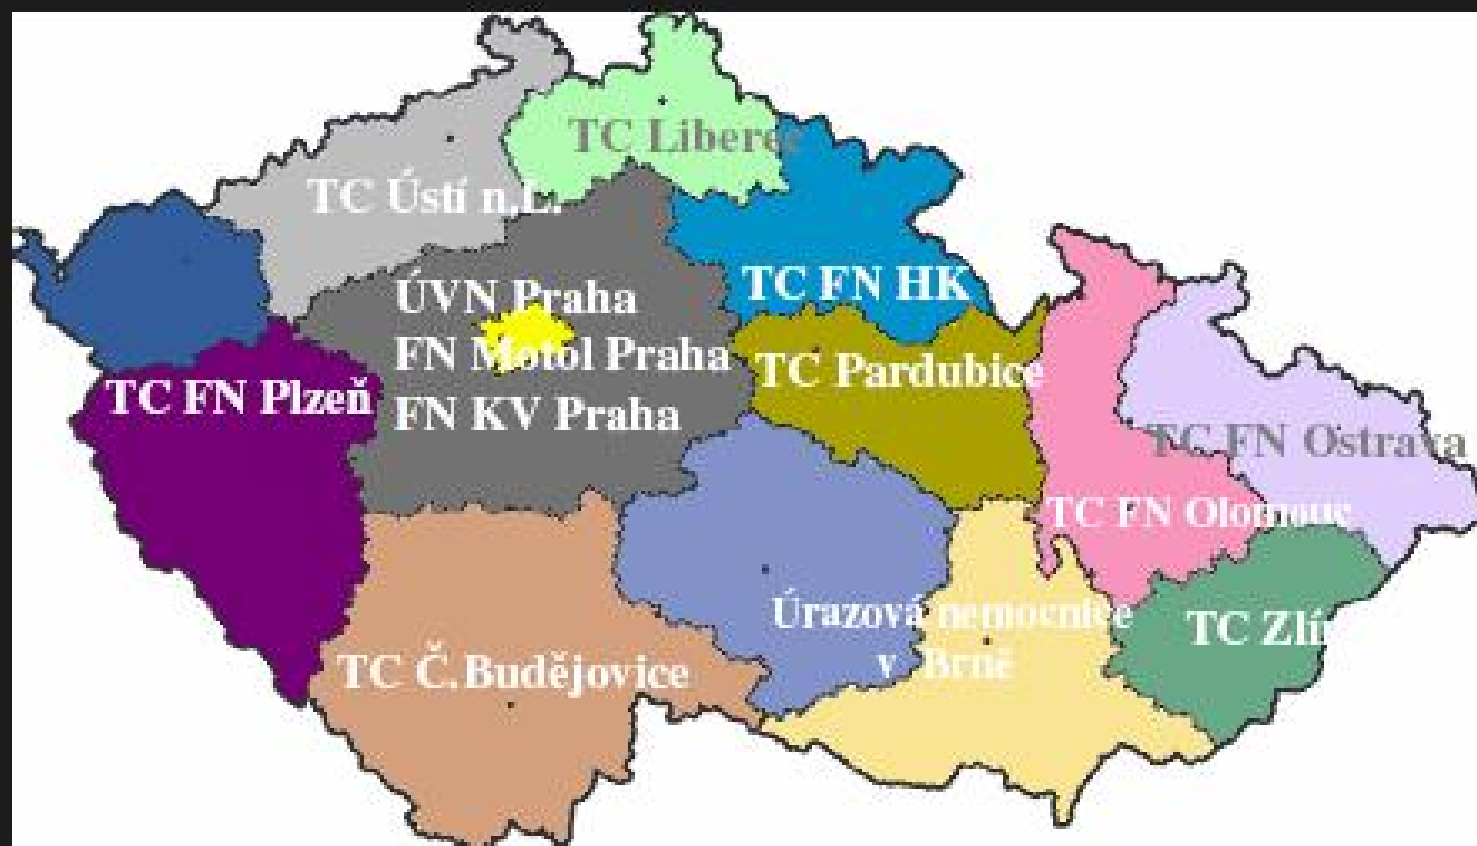 TC Liberec
TC Ústí n.L.
TC FN HK
ÚVN Praha
FN Motol Praha
TC Pardubice
TC FN Plzeň
FN KV Praha
TC FN Ostrava
TC FN Olomouc
Úrazová nemocnice
v Brně
TC Zlí
TC Č.Budějovice